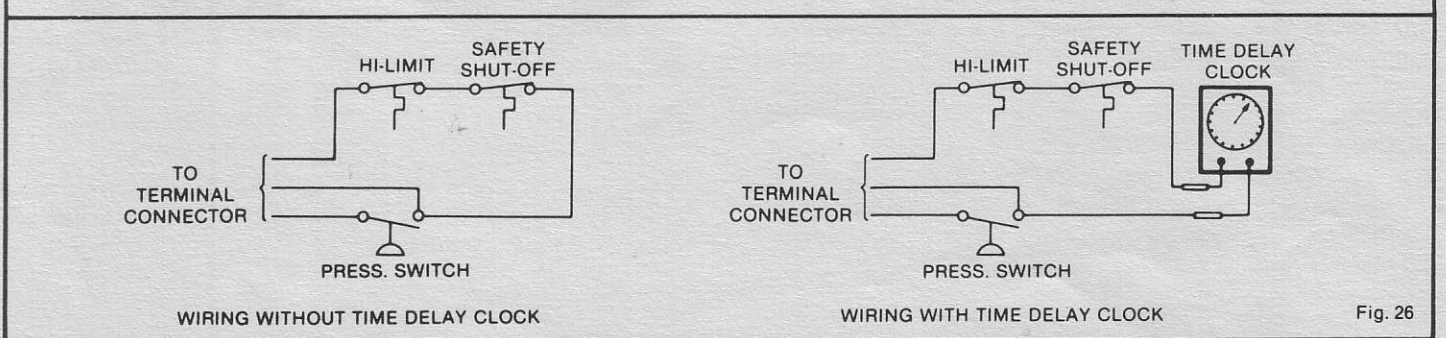 HI-LIMIT
SAFETY
SHUT-OFF
TO
TERMINAL
CONNECTOR
PRESS. SWITCH
WIRING WITHOUT TIME DELAY CLOCK
HI-LIMIT
SAFETY
SHUT-OFF
TIME DELAY
CLOCK
TO
TERMINAL
CONNECTOR
PRESS. SWITCH
WIRING WITH TIME DELAY CLOCK
Fig. 26